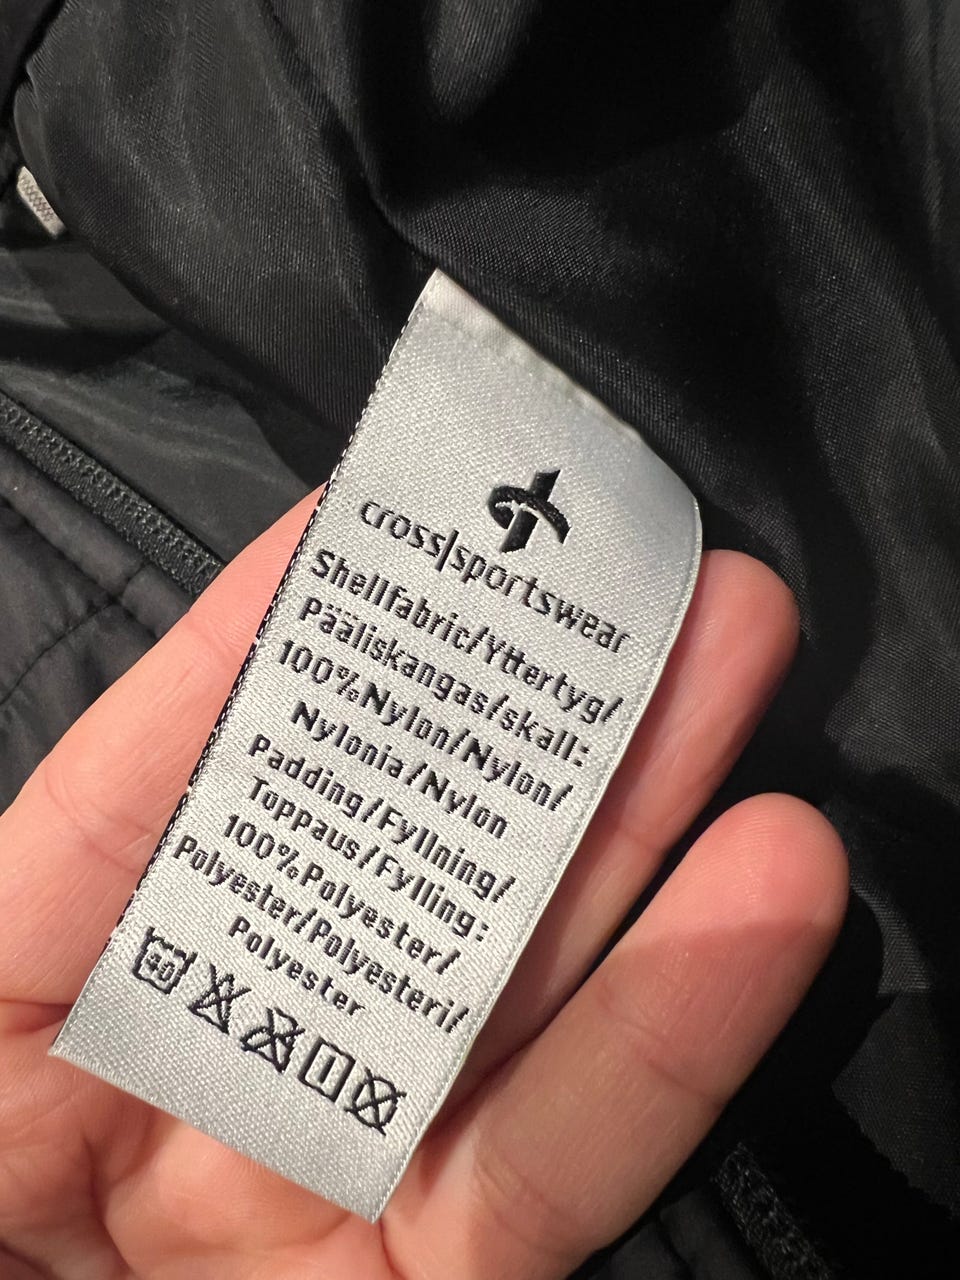 cross|sportswear
Shellfabric/Yttertyg/
Pääliskangas/skall:
100%Nylon/Nylon/
Nylonia/Nylon
Padding/Fyllning/
Toppaus/Fylling:
100%Polyester/
Polyester/Polyesteri/
Polyester
40